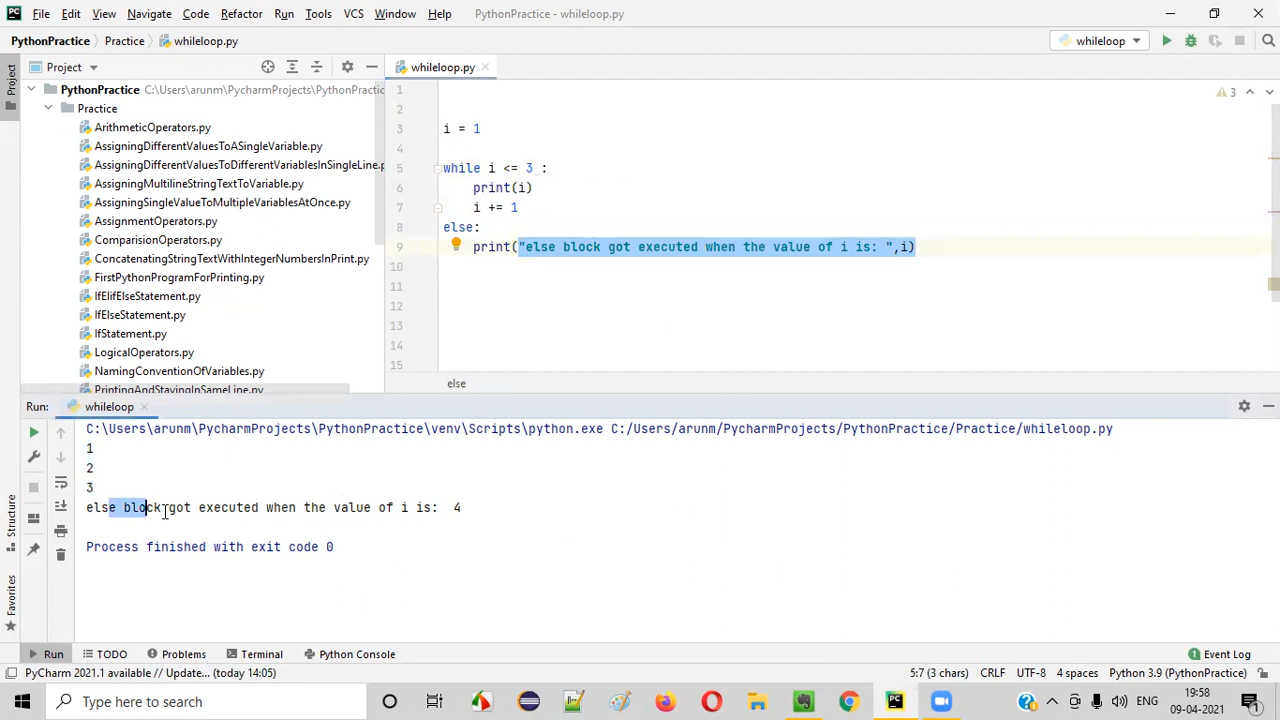 PC File Edit View Navigate Code Refactor Run Tools VCS Window Help PythonPractice - whileloop.py
PythonPractice Practice whileloop.py whileloop
Project whileloop.py
PythonPractice C:\Users\arunm\PycharmProjects\PythonPractic
Practice
ArithmeticOperators.py
AssigningDifferentValuesToASignalVariable.py
AssigningDifferentValuesToDifferentVariablesInSingleLine.p
AssigningMultilineStringTextToVariable.py
AssigningSingleValueToMultipleVariablesAtOnce.py
AssignmentOperators.py
ComparisionOperators.py
ConcatenatingStringTextWithIntegerNumbersInPrint.py
FirstPythonProgramForPrinting.py
IfElifElseStatement.py
IfElseStatement.py
IfStatement.py
LogicalOperators.py
NamingConventionOfVariables.py
PrintingAndStayingInSameLine.py
Project
Structure
Favorites
1
2
3 i = 1
4
5 while i <= 3 :
6 print(i)
7 i += 1
8 else:
9 print("else block got executed when the value of i is: ",i)
10
11
12
13
14
15
3
else
Run: whileloop
C:\Users\arunm\PycharmProjects\PythonPractice\venv\Scripts\python.exe C:/Users/arunm/PycharmProjects/PythonPractice/Practice/whileloop.py
1
2
3
else block got executed when the value of i is:  4
Process finished with exit code 0
Run TODO Problems Terminal Python Console Event Log
PyCharm 2021.1 available // Update... (today 14:05) 5:7 (3 chars) CRLF UTF-8 4 spaces Python 3.9 (PythonPractice)
Type here to search PC ENG 19:58
09-04-2021